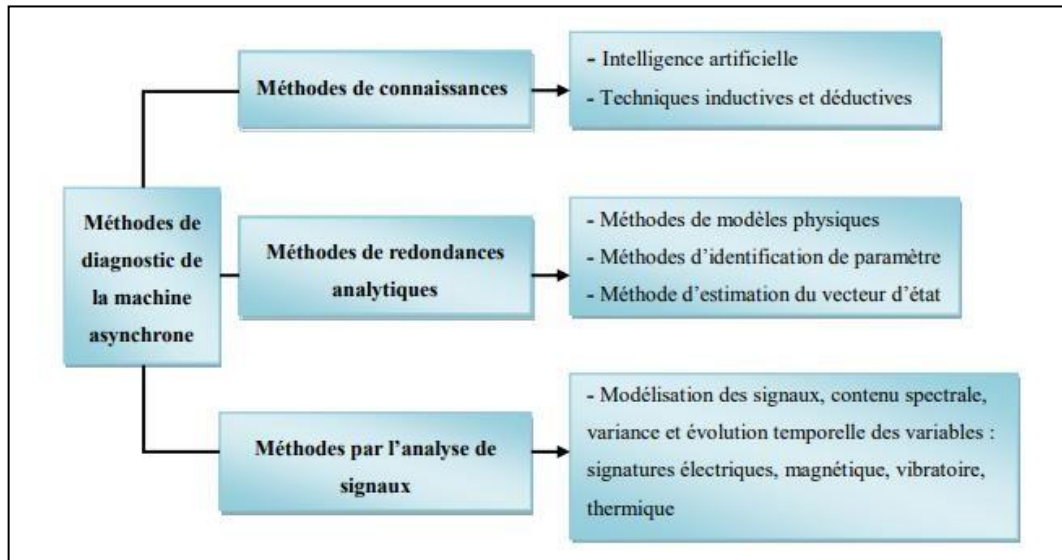 Méthodes de connaissances
- Intelligence artificielle
- Techniques inductives et déductives
Méthodes de
diagnostic de
la machine
asynchrone
Méthodes de redondances
analytiques
- Méthodes de modèles physiques
- Méthodes d'identification de paramètre
- Méthode d'estimation du vecteur d'état
Méthodes par l'analyse de
signaux
- Modélisation des signaux, contenu spectrale,
variance et évolution temporelle des variables :
signatures électriques, magnétique, vibratoire,
thermique